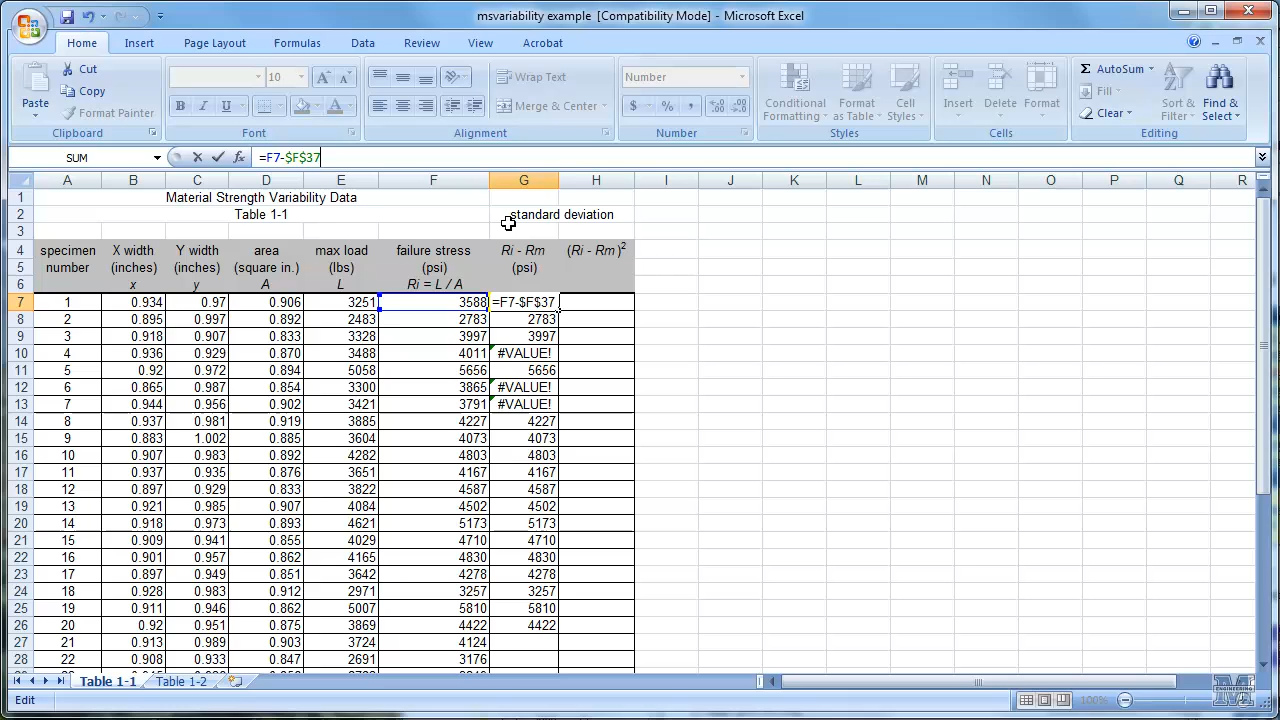 msvariability example [Compatibility Mode] - Microsoft Excel
Home Insert Page Layout Formulas Data Review View Acrobat
Paste Cut Copy Format Painter
10
B I U
Wrap Text
Merge & Center
Number
$ % ,
Conditional Formatting Format as Table Cell Styles
Insert Delete Format
AutoSum Fill Clear
Sort & Filter Find & Select
Clipboard Font Alignment Number Styles Cells Editing
SUM fx =F7-$F$37
A B C D E F G H I J K L M N O P Q R
1 Material Strength Variability Data
2 Table 1-1 standard deviation
3
4 specimen X width Y width area max load failure stress Ri - Rm (Ri - Rm)2
5 number (inches) (inches) (square in.) (lbs) (psi) (psi)
6 x y A L Ri = L / A
7 1 0.934 0.97 0.906 3251 3588 =F7-$F$37
8 2 0.895 0.997 0.892 2483 2783 2783
9 3 0.918 0.907 0.833 3328 3997 3997
10 4 0.936 0.929 0.870 3488 4011 #VALUE!
11 5 0.92 0.972 0.894 5058 5656 5656
12 6 0.865 0.987 0.854 3300 3865 #VALUE!
13 7 0.944 0.956 0.902 3421 3791 #VALUE!
14 8 0.937 0.981 0.919 3885 4227 4227
15 9 0.883 1.002 0.885 3604 4073 4073
16 10 0.907 0.983 0.892 4282 4803 4803
17 11 0.937 0.935 0.876 3651 4167 4167
18 12 0.897 0.929 0.833 3822 4587 4587
19 13 0.921 0.985 0.907 4084 4502 4502
20 14 0.918 0.973 0.893 4621 5173 5173
21 15 0.909 0.941 0.855 4029 4710 4710
22 16 0.901 0.957 0.862 4165 4830 4830
23 17 0.897 0.949 0.851 3642 4278 4278
24 18 0.928 0.983 0.912 2971 3257 3257
25 19 0.911 0.946 0.862 5007 5810 5810
26 20 0.92 0.951 0.875 3869 4422 4422
27 21 0.913 0.989 0.903 3724 4124
28 22 0.908 0.933 0.847 2691 3176
Table 1-1 Table 1-2
Edit 100%